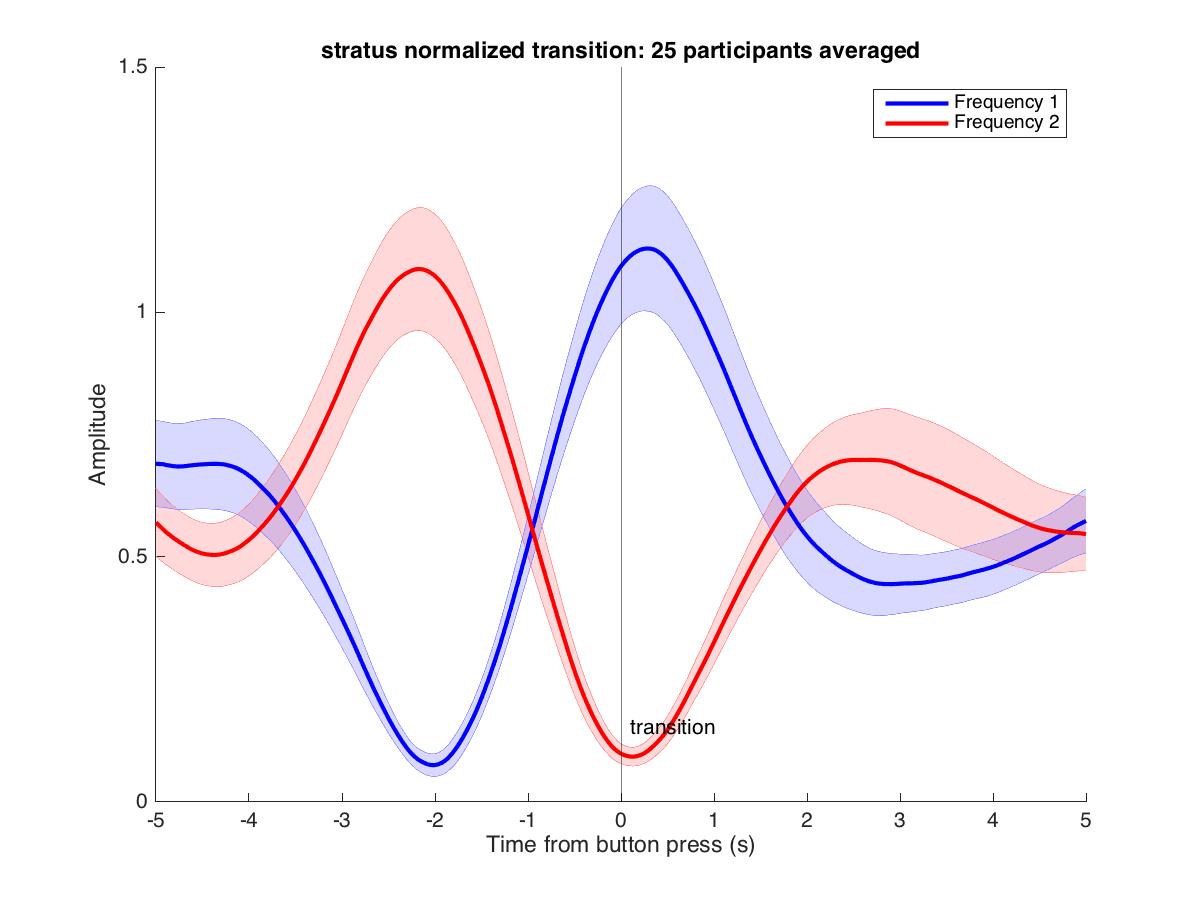 stratus normalized transition: 25 participants averaged
1.5
Frequency 1
Frequency 2
1
Amplitude
0.5
transition
0
-5 -4 -3 -2 -1 0 1 2 3 4 5
Time from button press (s)